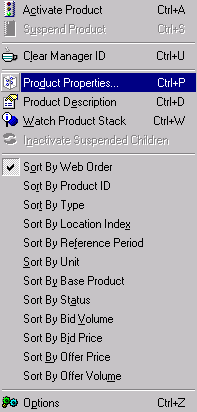 Activate Product Ctrl+A
Suspend Product Ctrl+S
Clear Manager ID Ctrl+U
Product Properties... Ctrl+P
Product Description Ctrl+D
Watch Product Stack Ctrl+W
Inactivate Suspended Children
Sort By Web Order
Sort By Product ID
Sort By Type
Sort By Location Index
Sort By Reference Period
Sort By Unit
Sort By Base Product
Sort By Status
Sort By Bid Volume
Sort By Bid Price
Sort By Offer Price
Sort By Offer Volume
Options Ctrl+Z